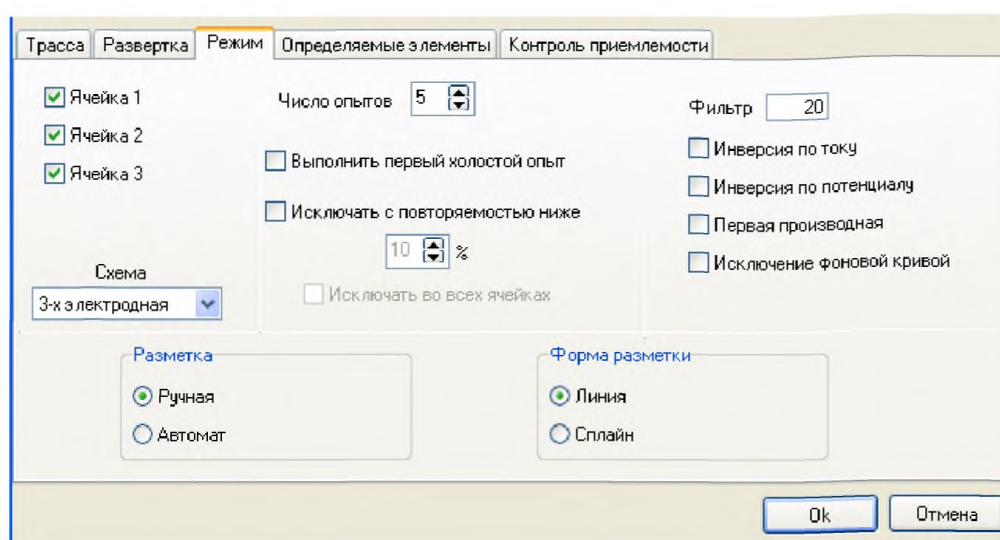 Трасса Развертка Режим Определяемые элементы Контроль приемлемости
Ячейка 1
Ячейка 2
Ячейка 3
Схема
3-х электродная
Число опытов 5
Выполнить первый холостой опыт
Исключать с повторяемостью ниже
10 %
Исключать во всех ячейках
Фильтр 20
Инверсия по току
Инверсия по потенциалу
Первая производная
Исключение фоновой кривой
Разметка
Ручная
Автомат
Форма разметки
Линия
Сплайн
Ok Отмена